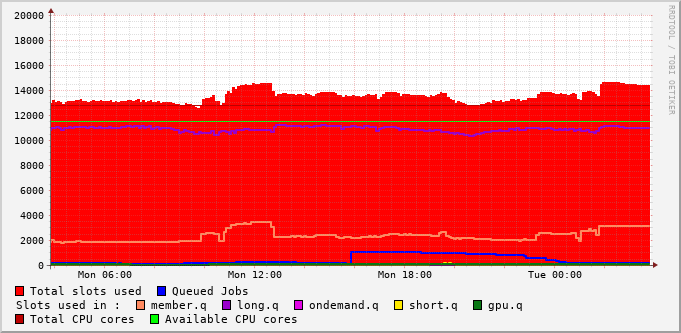 20000
18000
16000
14000
12000
10000
8000
6000
4000
2000
0
Mon 06:00 Mon 12:00 Mon 18:00 Tue 00:00
RRDTOOL / TOBI OETIKER
Total slots used Queued Jobs
Slots used in : member.q long.q ondemand.q short.q gpu.q
Total CPU cores Available CPU cores